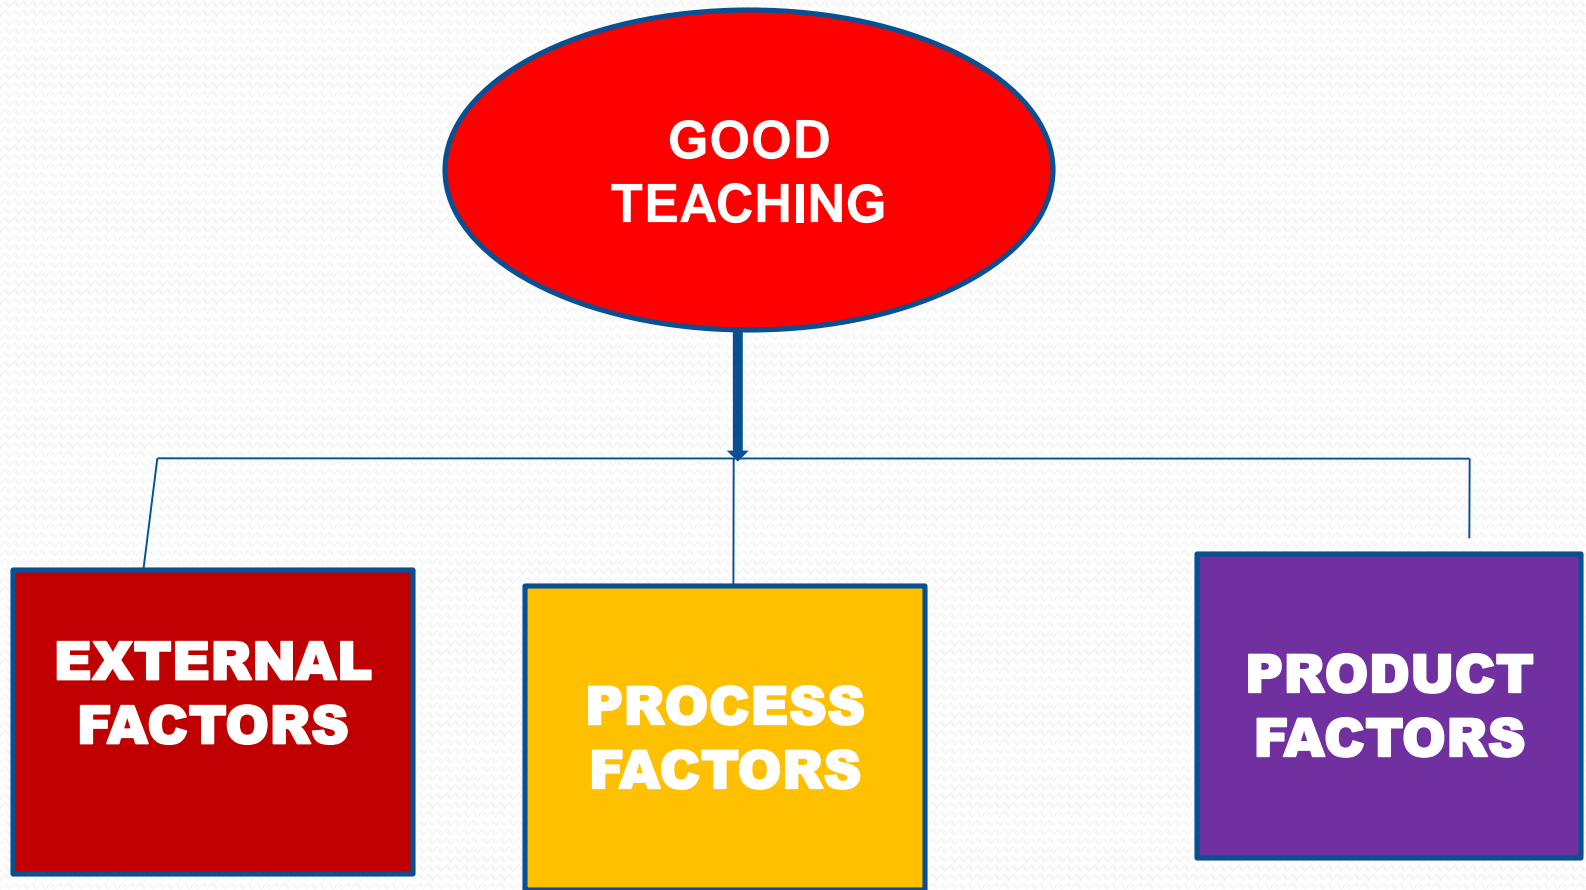 GOOD
TEACHING
EXTERNAL
FACTORS
PROCESS
FACTORS
PRODUCT
FACTORS